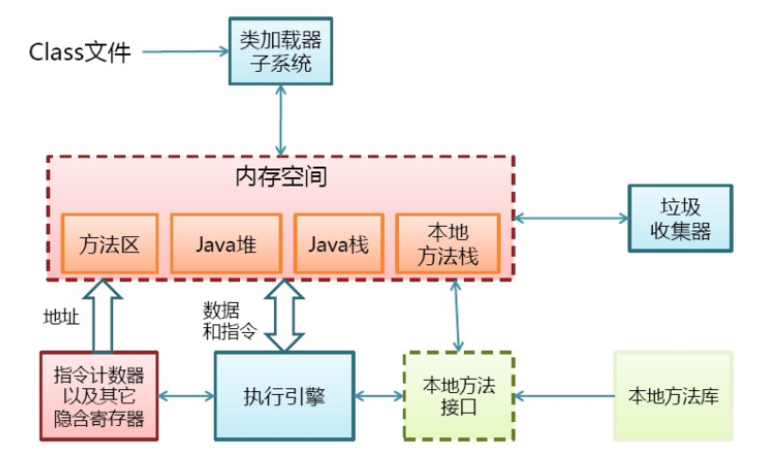 Class文件
类加载器
子系统
内存空间
方法区
Java堆
Java栈
本地
方法栈
垃圾
收集器
地址
数据
和指令
指令计数器
以及其它
隐含寄存器
执行引擎
本地方法
接口
本地方法库